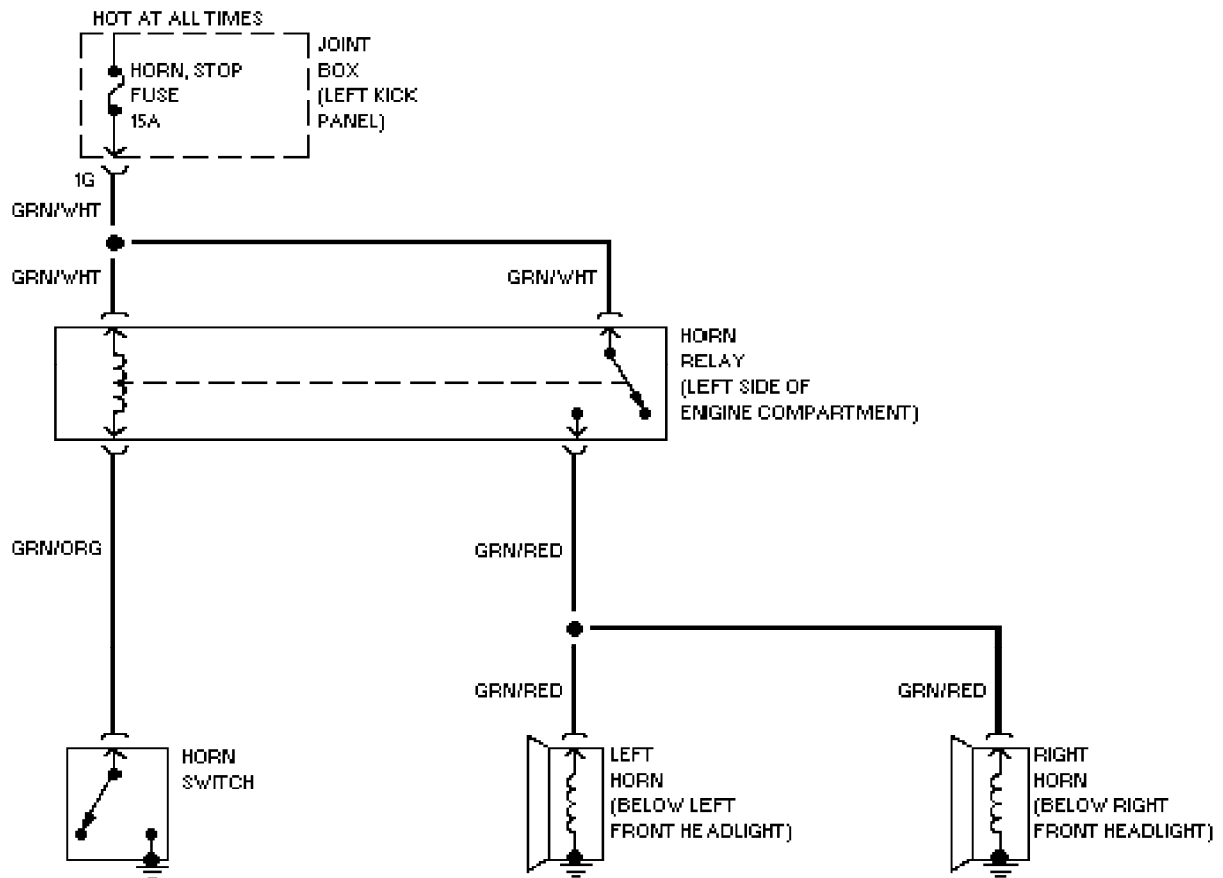 HOT AT ALL TIMES
JOINT
BOX
(LEFT KICK
PANEL)
HORN, STOP
FUSE
15A
1G
GRN/WHT
GRN/WHT
GRN/WHT
HORN
RELAY
(LEFT SIDE OF
ENGINE COMPARTMENT)
GRN/ORG
GRN/RED
GRN/RED
GRN/RED
HORN
SWITCH
LEFT
HORN
(BELOW LEFT
FRONT HEADLIGHT)
RIGHT
HORN
(BELOW RIGHT
FRONT HEADLIGHT)